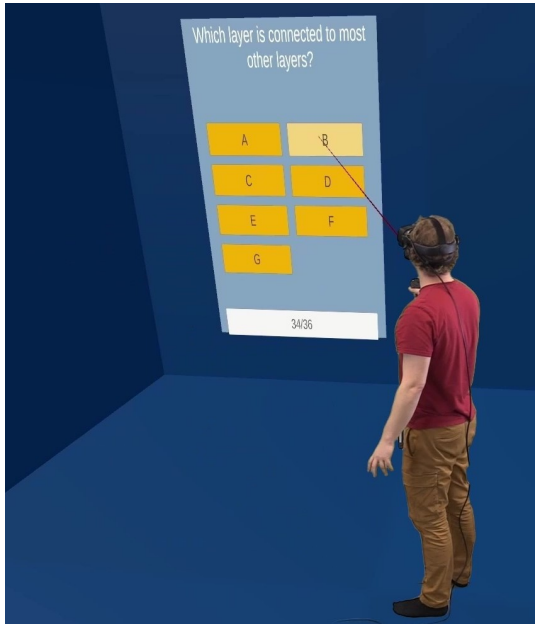 Which layer is connected to most
other layers?
A
B
C
D
E
F
G
34/36